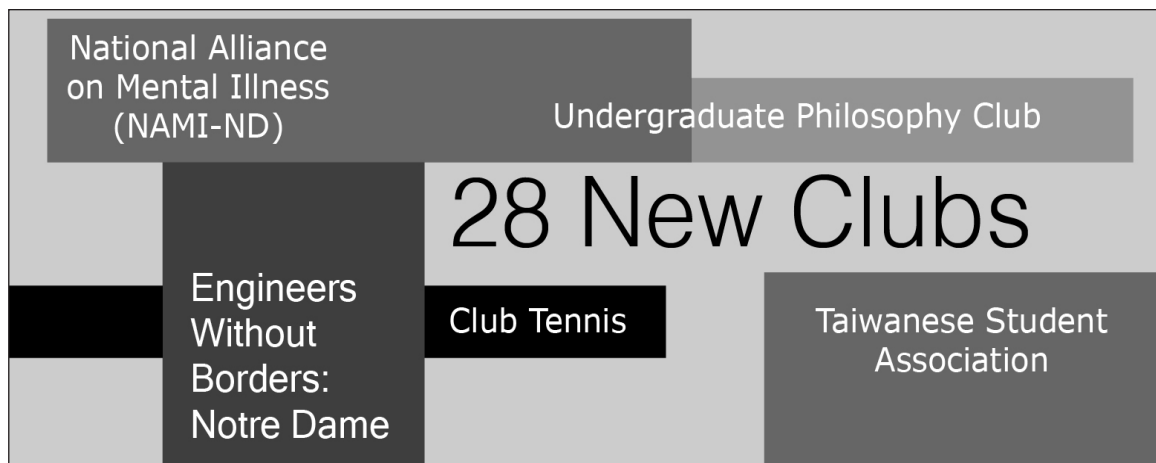 National Alliance
on Mental Illness
(NAMI-ND)
Undergraduate Philosophy Club
28 New Clubs
Engineers
Without
Borders:
Notre Dame
Club Tennis
Taiwanese Student
Association